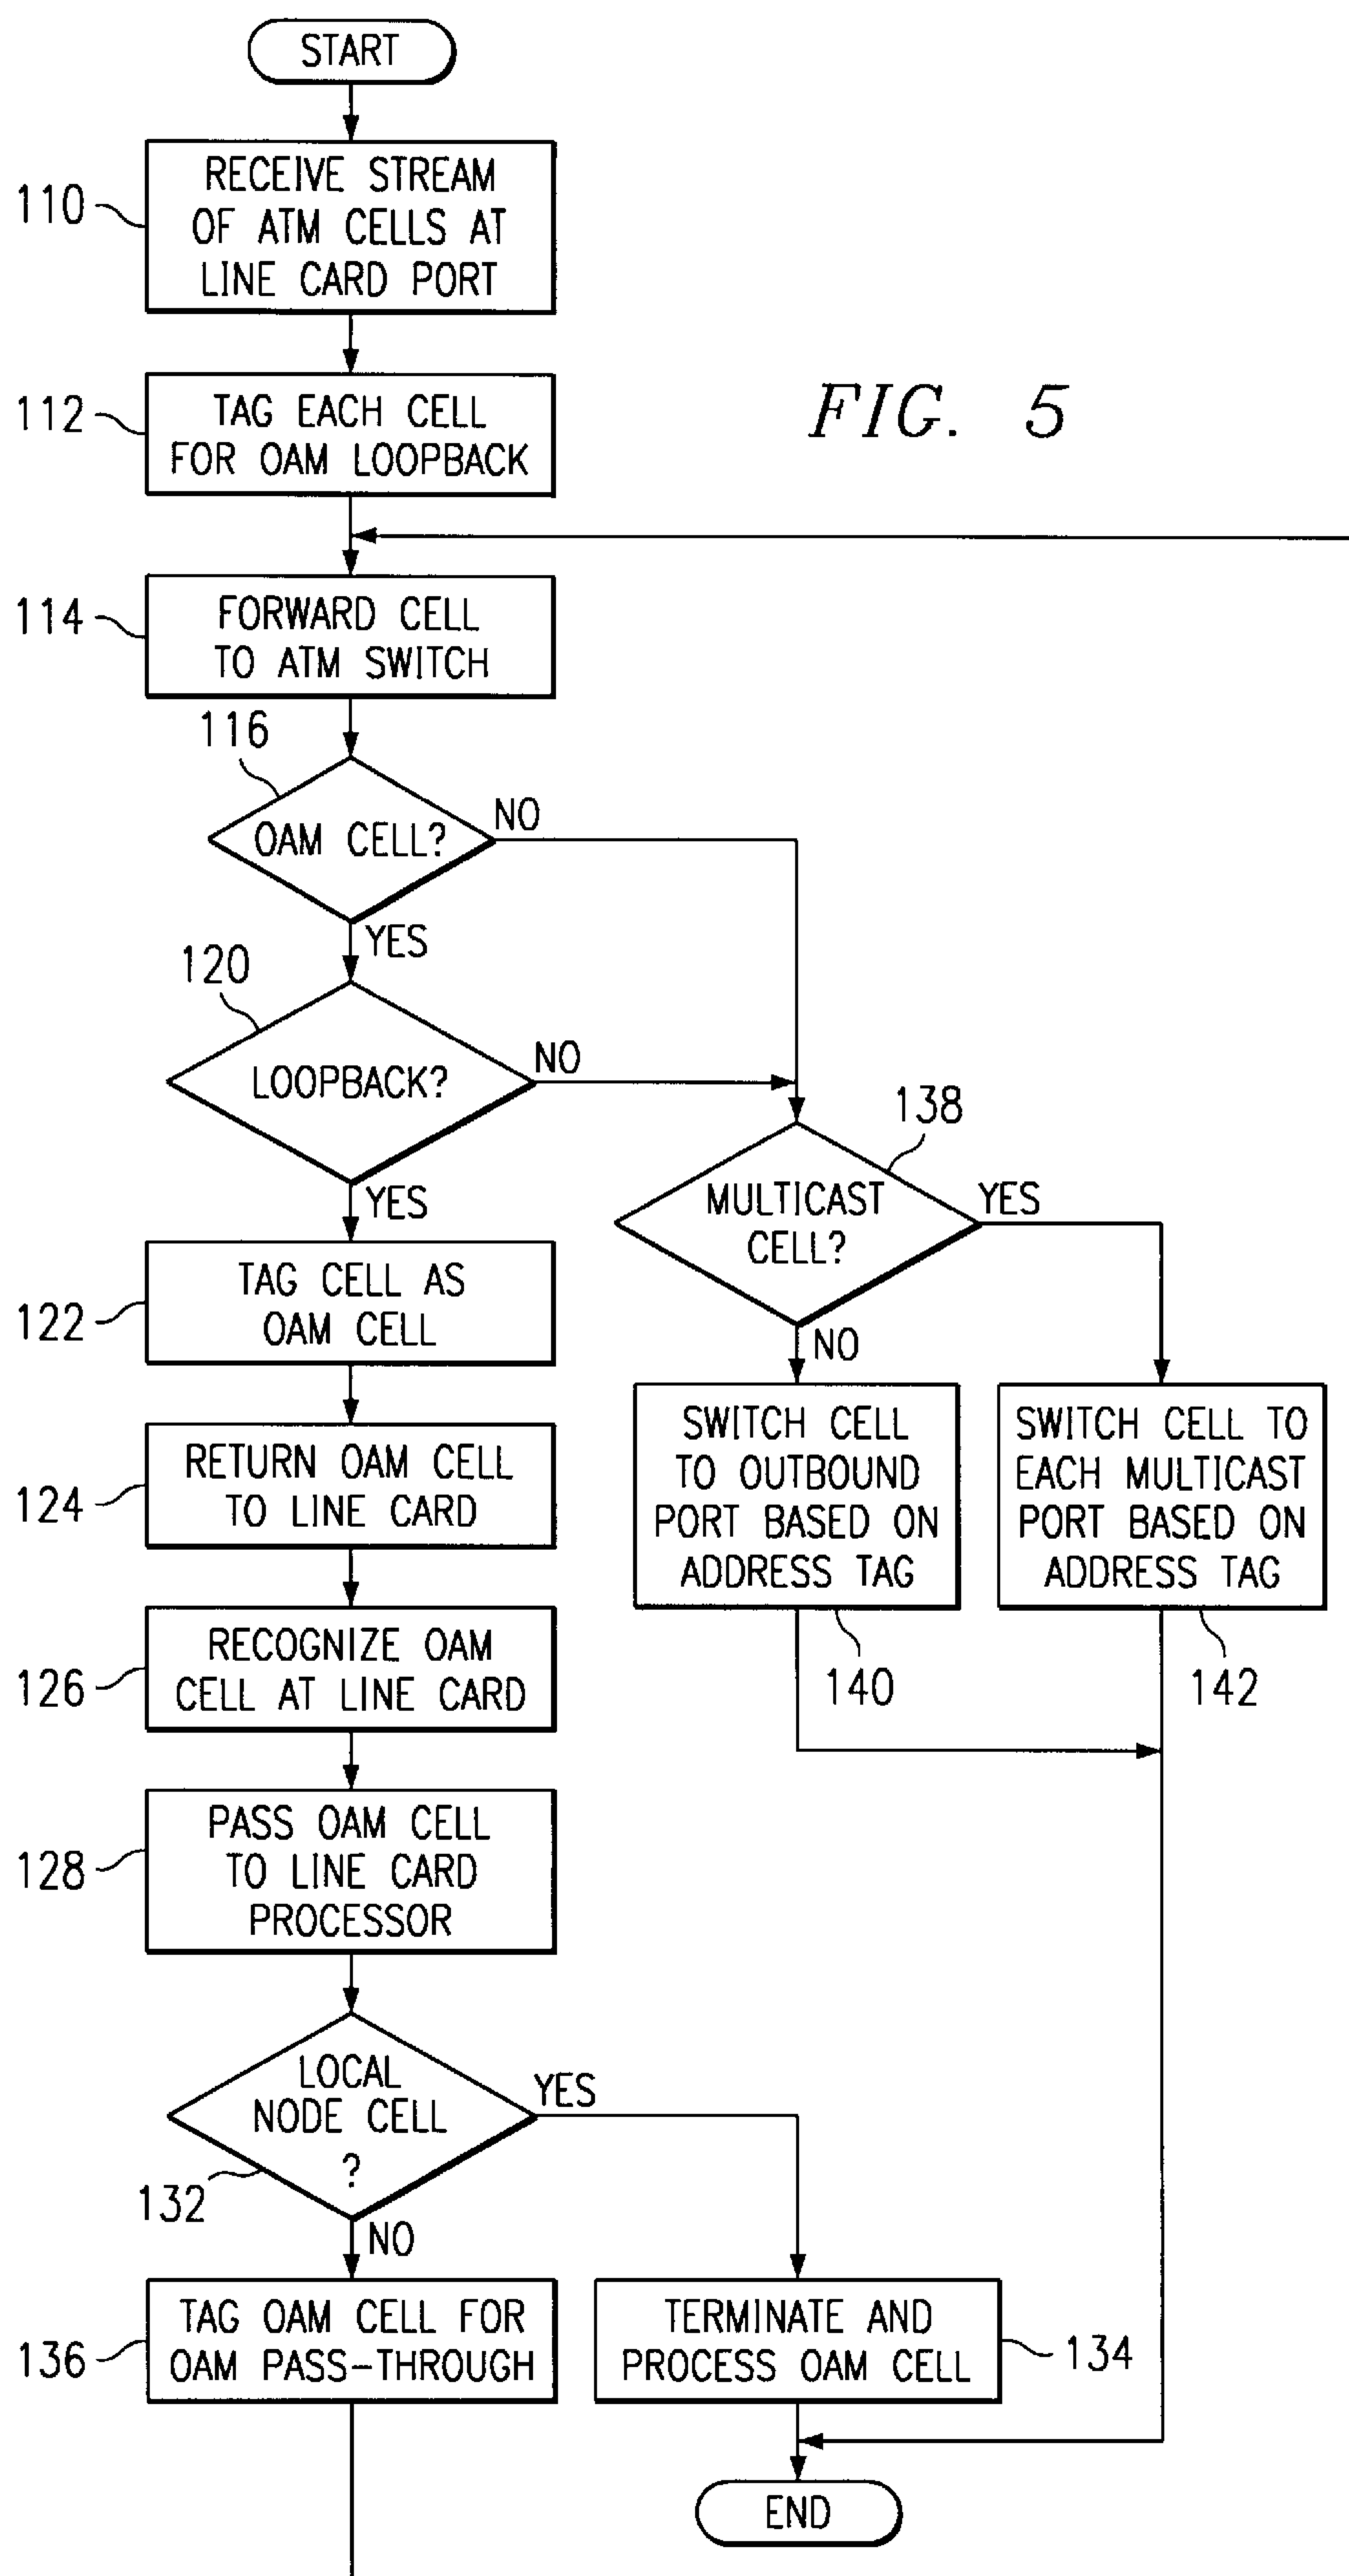 START
RECEIVE STREAM
OF ATM CELLS AT
LINE CARD PORT
110
TAG EACH CELL
FOR OAM LOOPBACK
112
FIG. 5
FORWARD CELL
TO ATM SWITCH
114
116
OAM CELL?
NO
YES
120
LOOPBACK?
NO
YES
138
MULTICAST
CELL?
YES
NO
TAG CELL AS
OAM CELL
122
RETURN OAM CELL
TO LINE CARD
124
SWITCH CELL
TO OUTBOUND
PORT BASED ON
ADDRESS TAG
140
SWITCH CELL TO
EACH MULTICAST
PORT BASED ON
ADDRESS TAG
142
RECOGNIZE OAM
CELL AT LINE CARD
126
PASS OAM CELL
TO LINE CARD
PROCESSOR
128
LOCAL
NODE CELL
?
132
YES
NO
TAG OAM CELL FOR
OAM PASS-THROUGH
136
TERMINATE AND
PROCESS OAM CELL
134
END